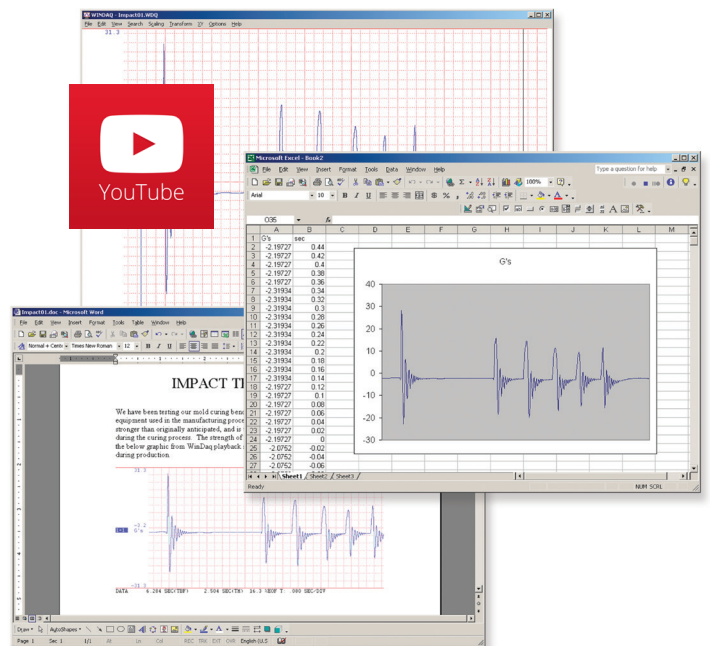 WINDAQ - Impact01.WDQ
File Edit View Search Scaling Transform XY Options Help
31.3
YouTube
Microsoft Excel - Book2
File Edit View Insert Format Tools Data Window Help
Type a question for help
100%
Arial
10
O35
A B C D E F G H I J K L M
1 G's sec
2 -2.19727 0.44
3 -2.19727 0.42
4 -2.19727 0.4
5 -2.19727 0.38
6 -2.19727 0.36
7 -2.31934 0.34
8 -2.31934 0.32
9 -2.31934 0.3
10 -2.31934 0.28
11 -2.31934 0.26
12 -2.31934 0.24
13 -2.31934 0.22
14 -2.31934 0.2
15 -2.31934 0.18
16 -2.31934 0.16
17 -2.31934 0.14
18 -2.19727 0.12
19 -2.19727 0.1
20 -2.19727 0.08
21 -2.19727 0.06
22 -2.19727 0.04
23 -2.19727 0.02
24 -2.19727 0
25 -2.0752 -0.02
26 -2.0752 -0.04
27 -2.0752 -0.06
G's
40
30
20
10
0
-10
-20
-30
Sheet1 Sheet2 Sheet3
Ready
NUM SCRL
Impact01.doc - Microsoft Word
File Edit View Insert Format Tools Table Window Help
Normal + Centr
Times New Roman
12
IMPACT TE
We have been testing our mold curing benc
equipment used in the manufacturing proce
stronger than originally anticipated, and is
during the curing process. The strength of
the below graphic from WinDaq playback
during production.
31.3
-2.2
G's
-31.3
DATA 6.284 SEC(TBF) 2.504 SEC(TM) 16.3 %EOF T .080 SEC/DIV
Draw AutoShapes
Page 1 Sec 1 1/1 At Ln Col REC TRK EXT OVR English (U.S